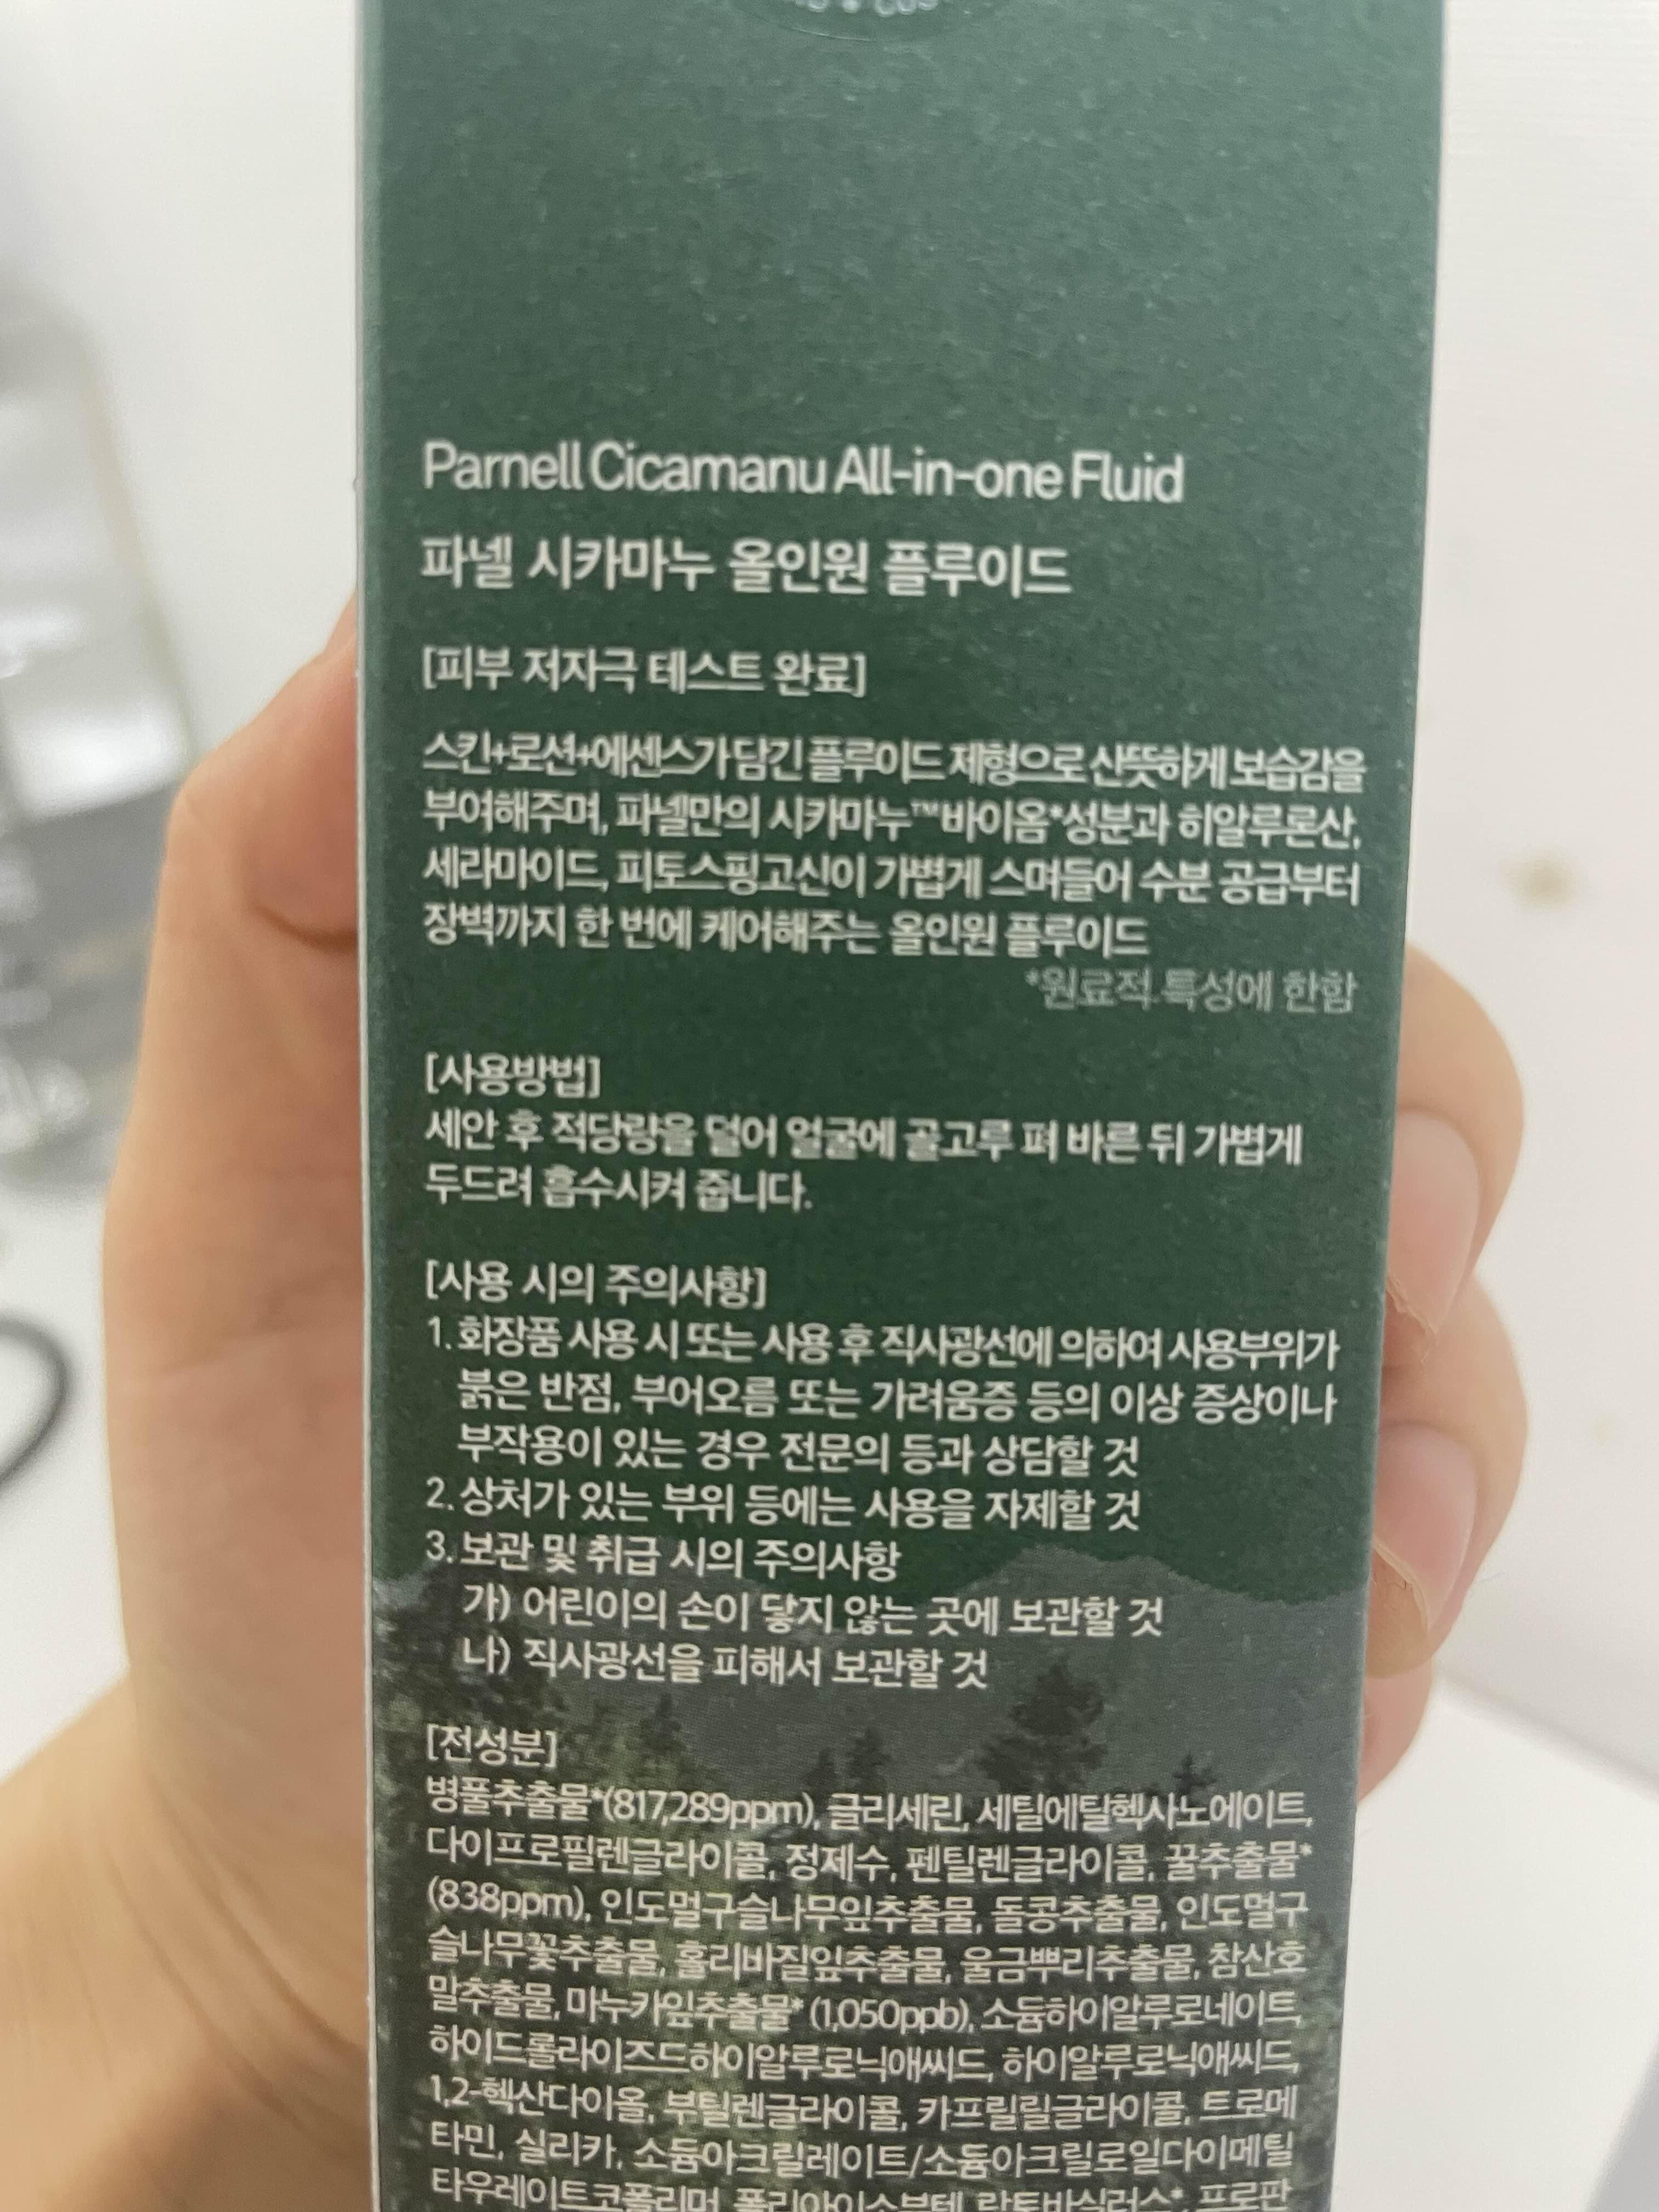 Parnell Cicamanu All-in-one Fluid
파넬 시카마누 올인원 플루이드
[피부 저자극 테스트 완료]
스킨+로션+에센스가 담긴 플루이드 제형으로 산뜻하게 보습감을
부여해주며, 파넬만의 시카마누™바이옴*성분과 히알루론산,
세라마이드, 피토스핑고신이 가볍게 스며들어 수분 공급부터
장벽까지 한 번에 케어해주는 올인원 플루이드
*원료적 특성에 한함
[사용방법]
세안 후 적당량을 덜어 얼굴에 골고루 펴 바른 뒤 가볍게
두드려 흡수시켜 줍니다.
[사용 시의 주의사항]
1. 화장품 사용 시 또는 사용 후 직사광선에 의하여 사용부위가
붉은 반점, 부어오름 또는 가려움증 등의 이상 증상이나
부작용이 있는 경우 전문의 등과 상담할 것
2. 상처가 있는 부위 등에는 사용을 자제할 것
3. 보관 및 취급 시의 주의사항
가) 어린이의 손이 닿지 않는 곳에 보관할 것
나) 직사광선을 피해서 보관할 것
[전성분]
병풀추출물*(817,289ppm), 글리세린, 세틸에틸헥사노에이트,
다이프로필렌글라이콜, 정제수, 펜틸렌글라이콜, 꿀추출물*
(838ppm), 인도멀구슬나무잎추출물, 돌콩추출물, 인도멀구
슬나무꽃추출물, 홀리바질잎추출물, 울금뿌리추출물, 참산호
말추출물, 마누카잎추출물* (1,050ppb), 소듐하이알루로네이트,
하이드롤라이즈드하이알루로닉애씨드, 하이알루로닉애씨드,
1,2-헥산다이올, 부틸렌글라이콜, 카프릴릴글라이콜, 트로메
타민, 실리카, 소듐아크릴레이트/소듐아크릴로일다이메틸
타우레이트코폴리머, 폴리아이소부텐, 락토바실러스*, 프로판